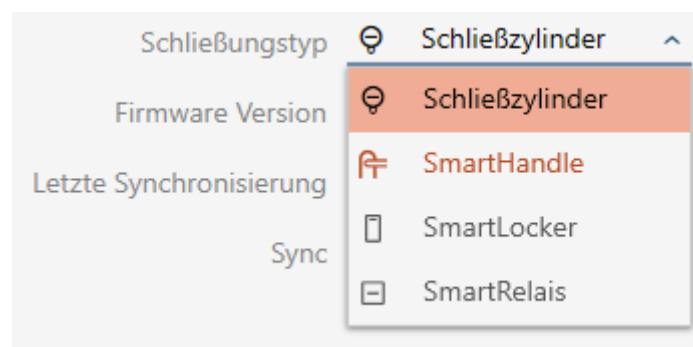 Schließungstyp Schließzylinder
Firmware Version Schließzylinder
SmartHandle
Letzte Synchronisierung
SmartLocker
Sync
SmartRelais